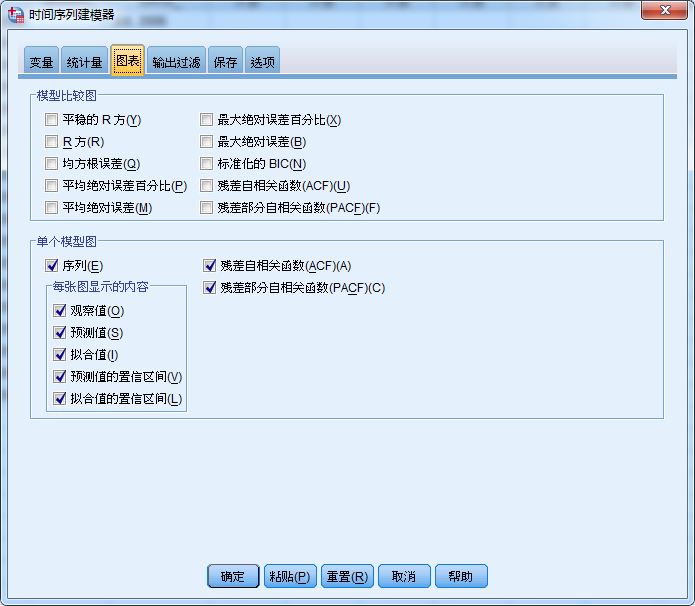 时间序列建模器
变量 统计量 图表 输出过滤 保存 选项
模型比较图
平稳的 R 方(Y) 最大绝对误差百分比(X)
R 方(R) 最大绝对误差(B)
均方根误差(Q) 标准化的 BIC(N)
平均绝对误差百分比(P) 残差自相关函数(ACF)(U)
平均绝对误差(M) 残差部分自相关函数(PACF)(F)
单个模型图
序列(E) 残差自相关函数(ACF)(A)
每张图显示的内容 残差部分自相关函数(PACF)(C)
观察值(O)
预测值(S)
拟合值(I)
预测值的置信区间(V)
拟合值的置信区间(L)
确定 粘贴(P) 重置(R) 取消 帮助